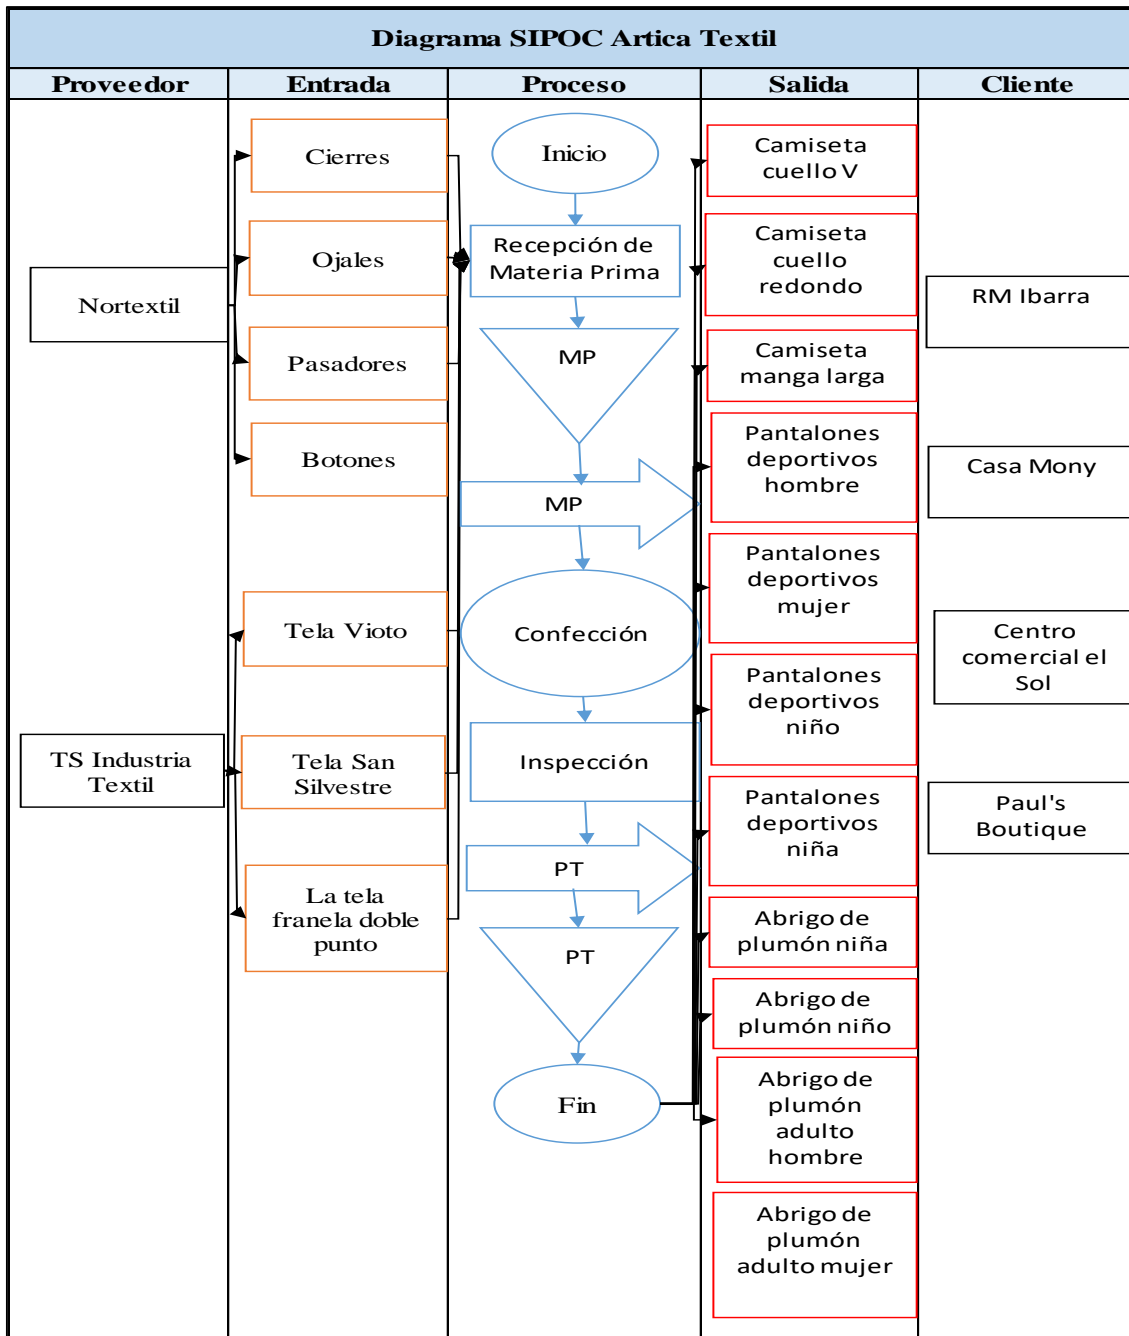 Diagrama SIPOC Artica Textil
Proveedor
Entrada
Proceso
Salida
Cliente
Nortextil
TS Industria
Textil
Cierres
Ojales
Pasadores
Botones
Tela Vioto
Tela San
Silvestre
La tela
franela doble
punto
Inicio
Recepción de
Materia Prima
MP
MP
Confección
Inspección
PT
PT
Fin
Camiseta
cuello V
Camiseta
cuello
redondo
Camiseta
manga larga
Pantalones
deportivos
hombre
Pantalones
deportivos
mujer
Pantalones
deportivos
niño
Pantalones
deportivos
niña
Abrigo de
plumón niña
Abrigo de
plumón niño
Abrigo de
plumón
adulto
hombre
Abrigo de
plumón
adulto mujer
RM Ibarra
Casa Mony
Centro
comercial el
Sol
Paul's
Boutique